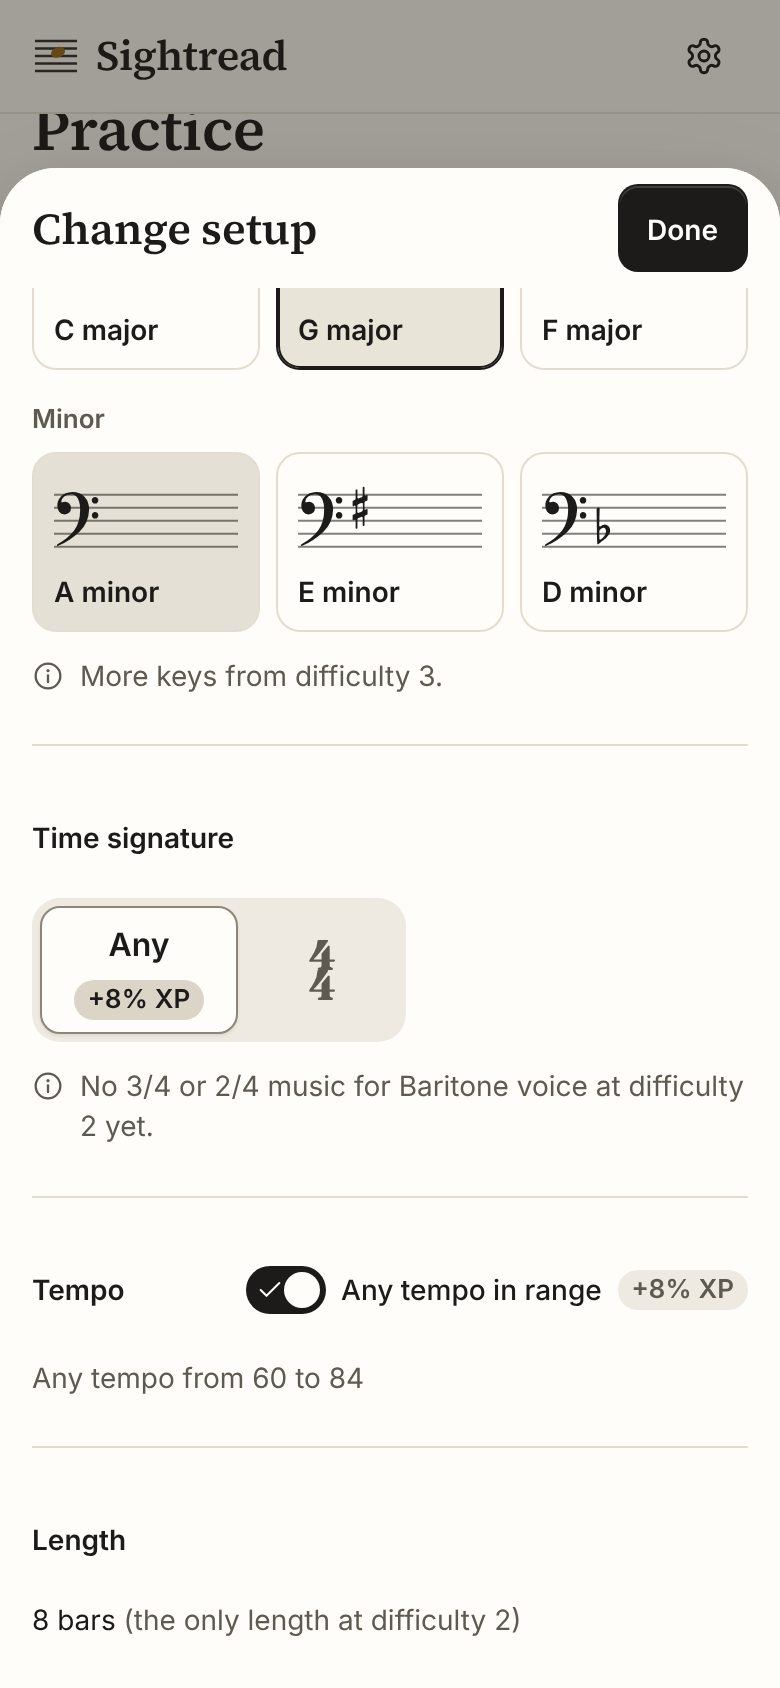 Sightread
Practice
Change setup
Done
C major
G major
F major
Minor
A minor
E minor
D minor
More keys from difficulty 3.
Time signature
Any
+8% XP
4
4
No 3/4 or 2/4 music for Baritone voice at difficulty
2 yet.
Tempo
Any tempo in range
+8% XP
Any tempo from 60 to 84
Length
8 bars (the only length at difficulty 2)